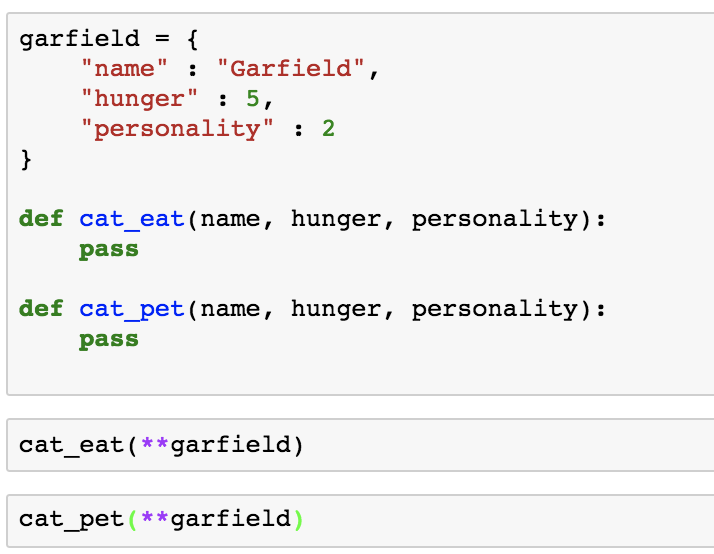 garfield = {
    "name" : "Garfield",
    "hunger" : 5,
    "personality" : 2
}
def cat_eat(name, hunger, personality):
    pass
def cat_pet(name, hunger, personality):
    pass
cat_eat(**garfield)
cat_pet(**garfield)